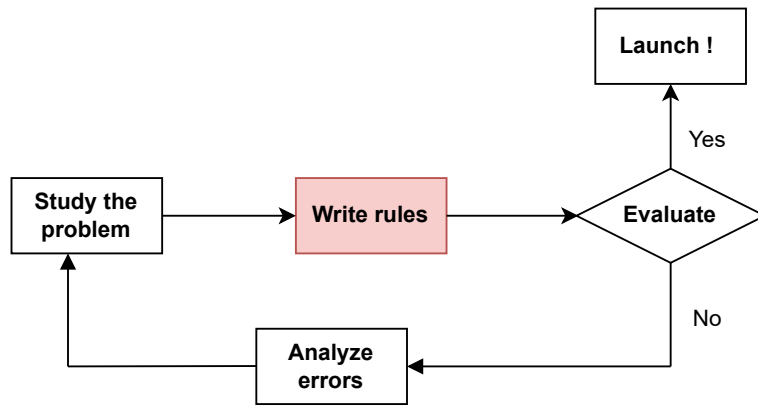 Launch !
Yes
Study the
problem
Write rules
Evaluate
No
Analyze
errors